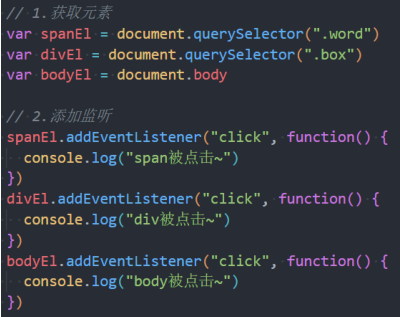 // 1.获取元素
var spanEl = document.querySelector(".word")
var divEl = document.querySelector(".box")
var bodyEl = document.body
// 2.添加监听
spanEl.addEventListener("click", function() {
  console.log("span被点击~")
})
divEl.addEventListener("click", function() {
  console.log("div被点击~")
})
bodyEl.addEventListener("click", function() {
  console.log("body被点击~")
})